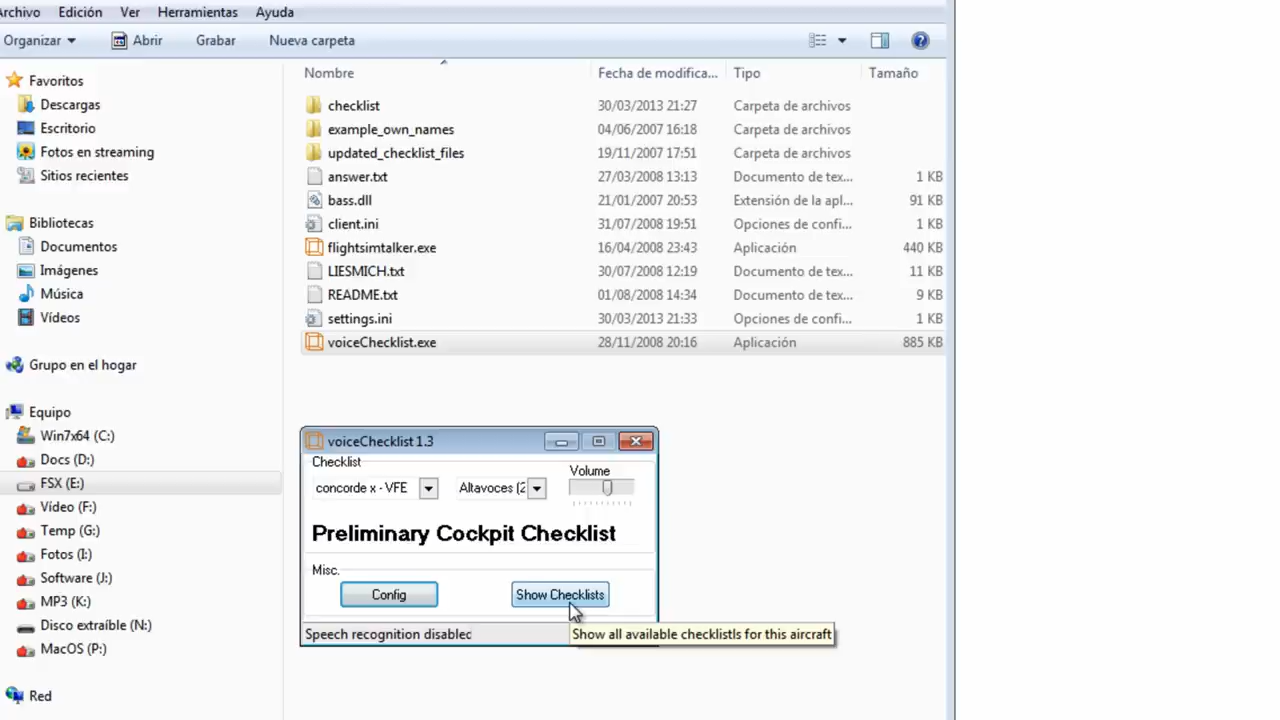 Archivo Edición Ver Herramientas Ayuda
Organizar Abrir Grabar Nueva carpeta
Nombre Fecha de modifica... Tipo Tamaño
Favoritos
Descargas
Escritorio
Fotos en streaming
Sitios recientes
Bibliotecas
Documentos
Imágenes
Música
Vídeos
Grupo en el hogar
Equipo
Win7x64 (C:)
Docs (D:)
FSX (E:)
Vídeo (F:)
Temp (G:)
Fotos (I:)
Software (J:)
MP3 (K:)
Disco extraíble (N:)
MacOS (P:)
Red
checklist 30/03/2013 21:27 Carpeta de archivos
example_own_names 04/06/2007 16:18 Carpeta de archivos
updated_checklist_files 19/11/2007 17:51 Carpeta de archivos
answer.txt 27/03/2008 13:13 Documento de tex... 1 KB
bass.dll 21/01/2007 20:53 Extensión de la apl... 91 KB
client.ini 31/07/2008 19:51 Opciones de confi... 1 KB
flightsimtalker.exe 16/04/2008 23:43 Aplicación 440 KB
LIESMICH.txt 30/07/2008 12:19 Documento de tex... 11 KB
README.txt 01/08/2008 14:34 Documento de tex... 9 KB
settings.ini 30/03/2013 21:33 Opciones de confi... 1 KB
voiceChecklist.exe 28/11/2008 20:16 Aplicación 885 KB
voiceChecklist 1.3
Checklist
Volume
concorde x - VFE Altavoces (2
Preliminary Cockpit Checklist
Misc.
Config Show Checklists
Speech recognition disabled
Show all available checklistls for this aircraft